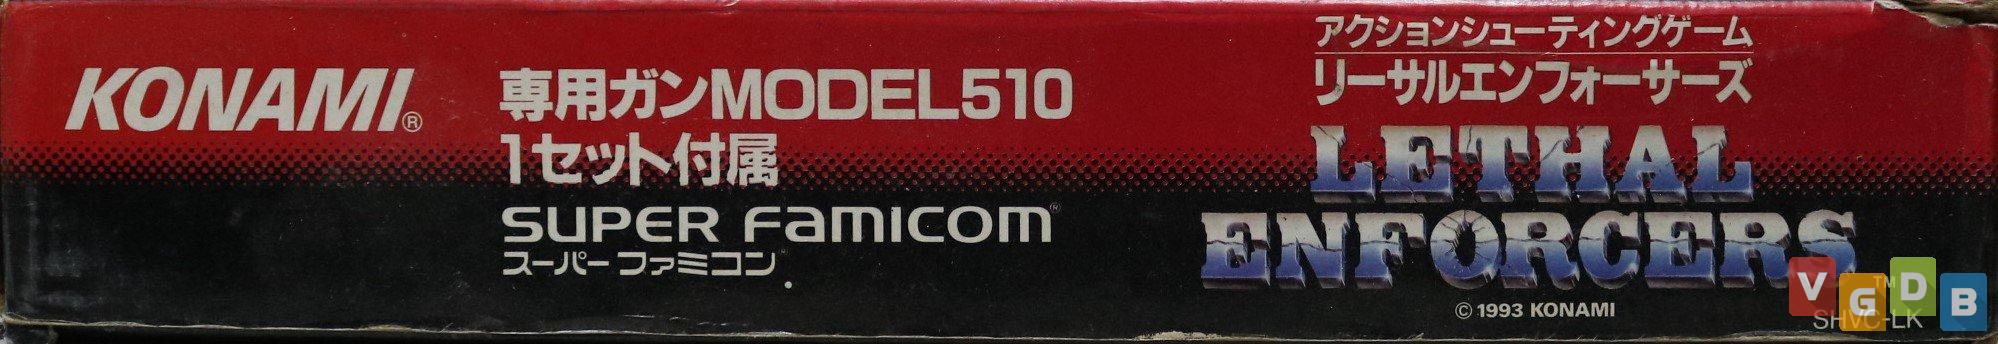 KONAMI®
専用ガンMODEL510
1セット付属
SUPER FAMICOM®
スーパーファミコン
アクションシューティングゲーム
リーサルエンフォーサーズ
LETHAL
ENFORCERS
TM
© 1993 KONAMI
SHVC-LK
VGDB